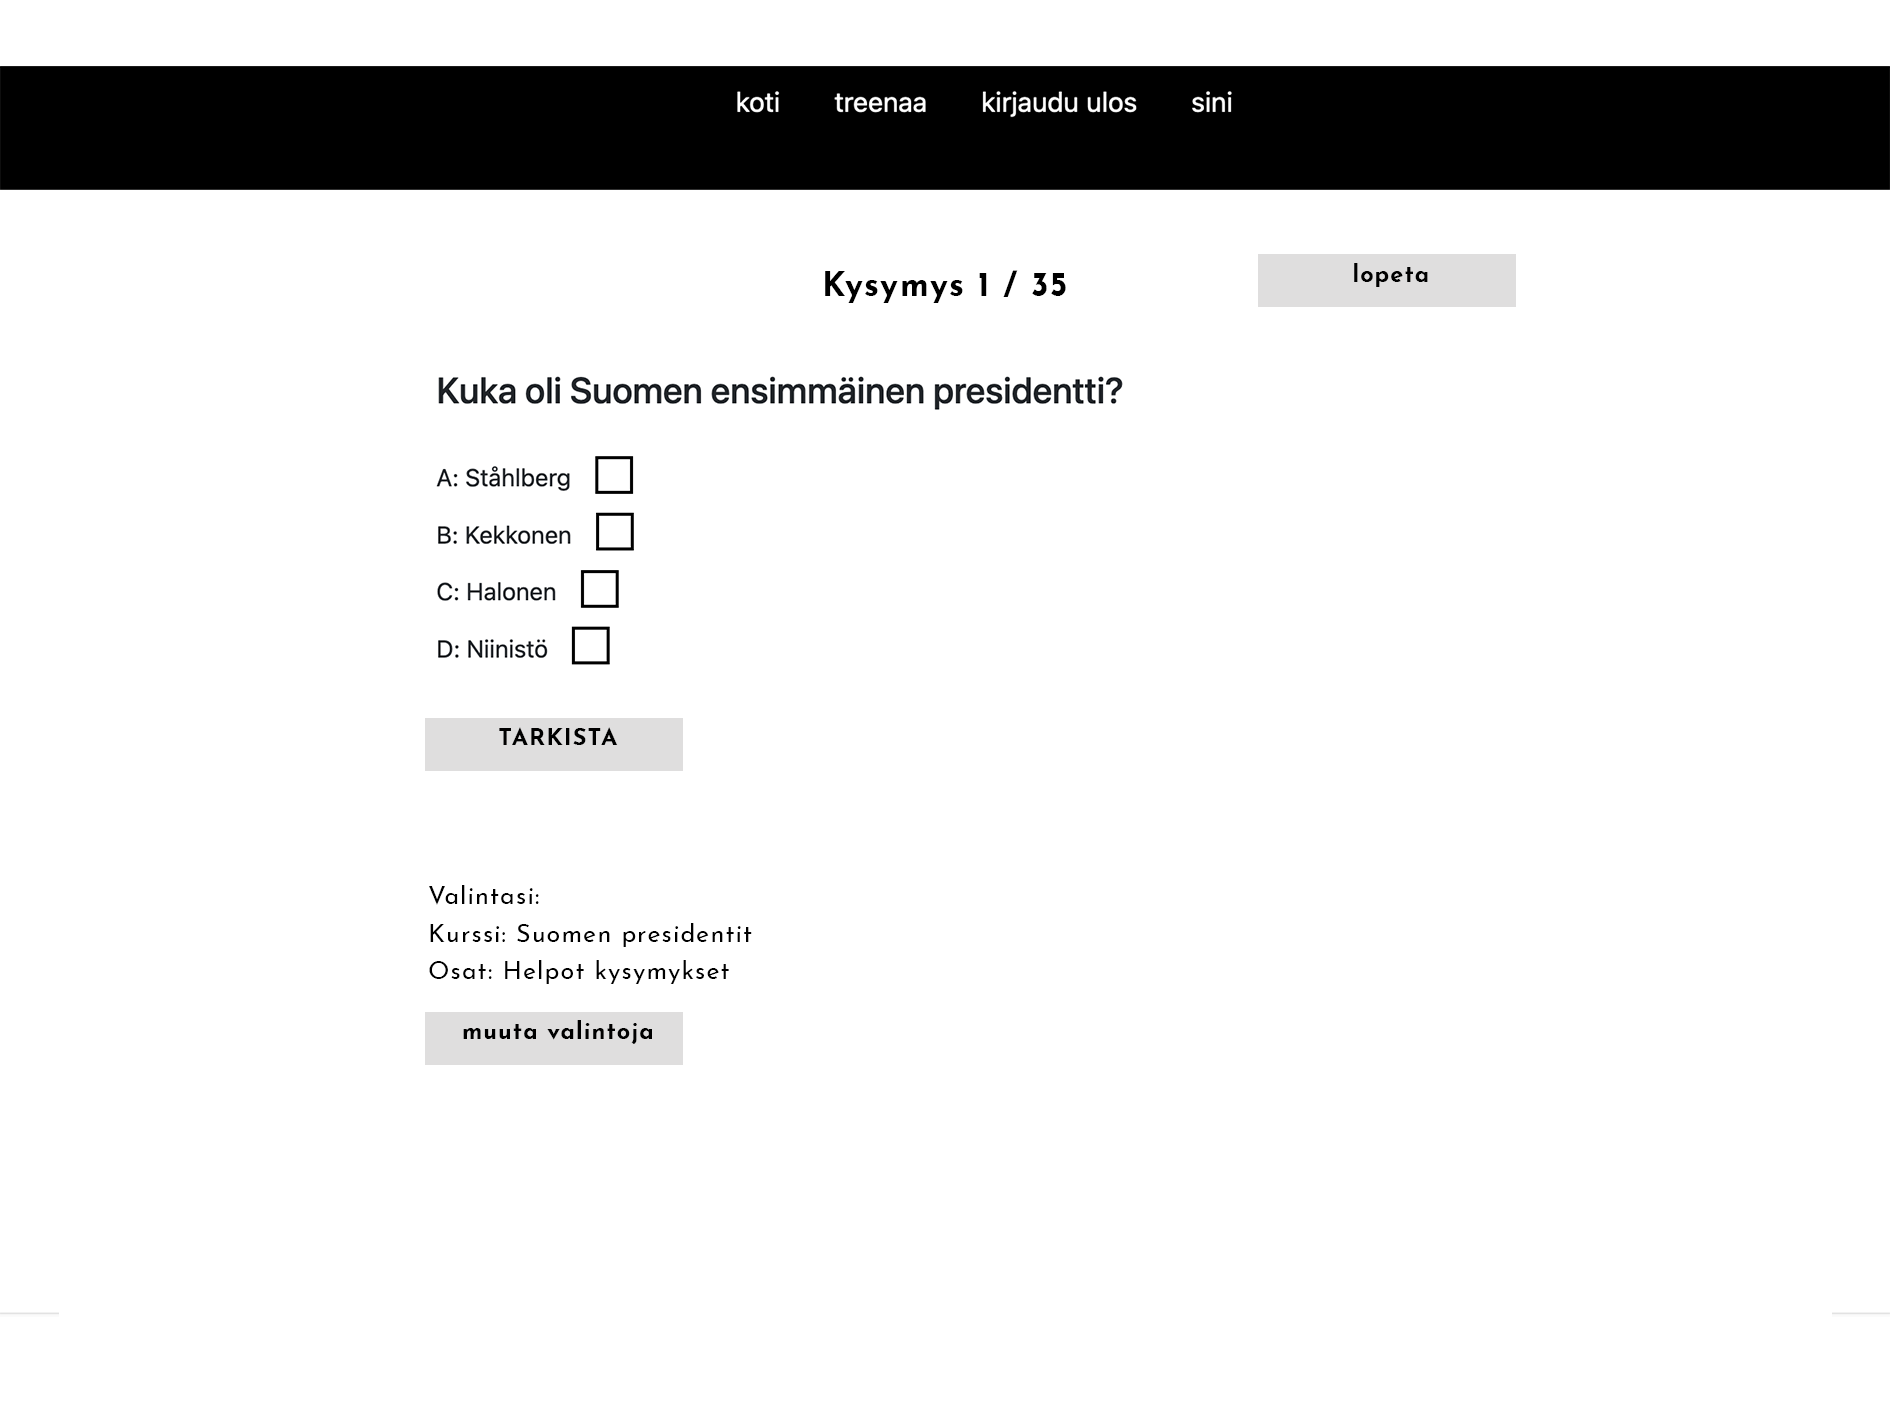 koti treenaa kirjaudu ulos sini
Kysymys 1 / 35
lopeta
Kuka oli Suomen ensimmäinen presidentti?
A: Ståhlberg
B: Kekkonen
C: Halonen
D: Niinistö
TARKISTA
Valintasi:
Kurssi: Suomen presidentit
Osat: Helpot kysymykset
muuta valintoja